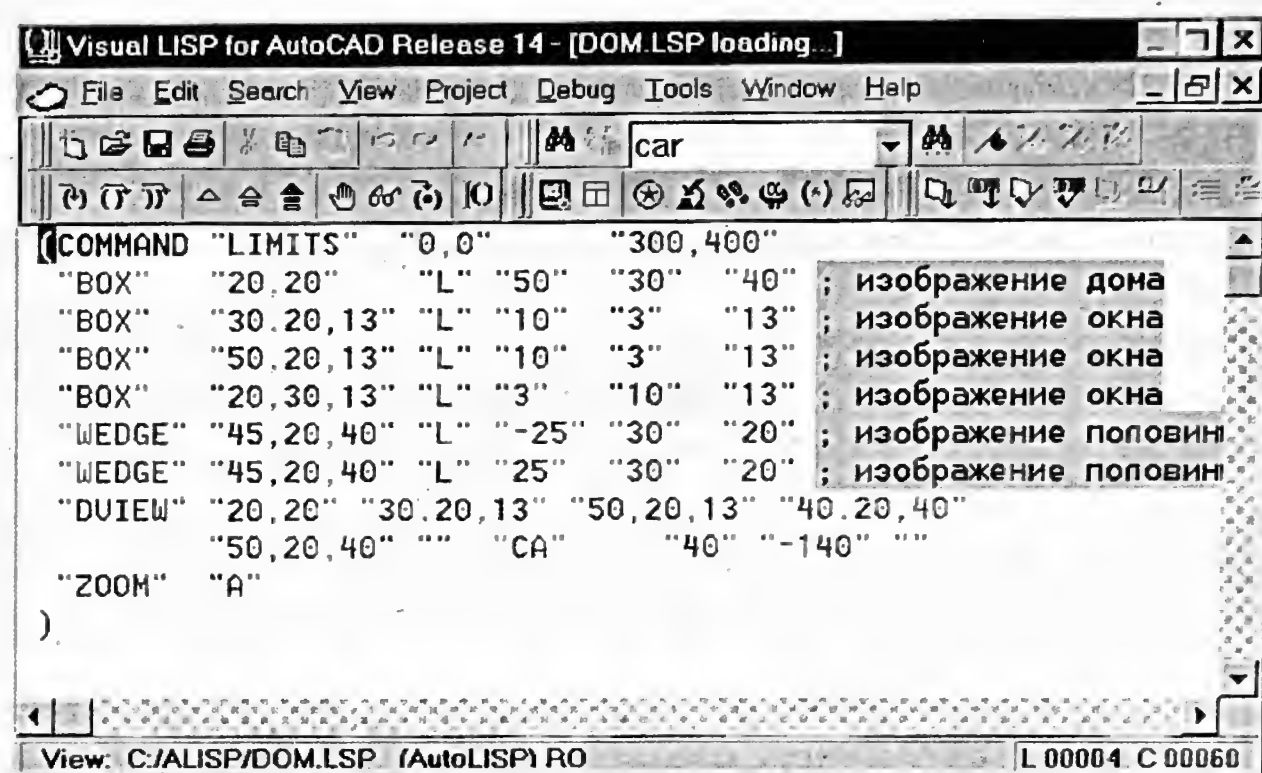 Visual LISP for AutoCAD Release 14 - [DOM.LSP loading...]
File Edit Search View Project Debug Tools Window Help
car
(COMMAND "LIMITS" "0,0" "300,400"
"BOX" "20,20" "L" "50" "30" "40" ; изображение дома
"BOX" "30.20,13" "L" "10" "3" "13" ; изображение окна
"BOX" "50,20,13" "L" "10" "3" "13" ; изображение окна
"BOX" "20,30,13" "L" "3" "10" "13" ; изображение окна
"WEDGE" "45,20,40" "L" "-25" "30" "20" ; изображение половин
"WEDGE" "45,20,40" "L" "25" "30" "20" ; изображение половин
"DVIEW" "20,20" "30.20,13" "50,20,13" "40.20,40"
"50,20,40" "" "CA" "40" "-140" ""
"ZOOM" "A"
)
View: C:/ALISP/DOM.LSP (AutoLISP) RO L 00004 C 00060